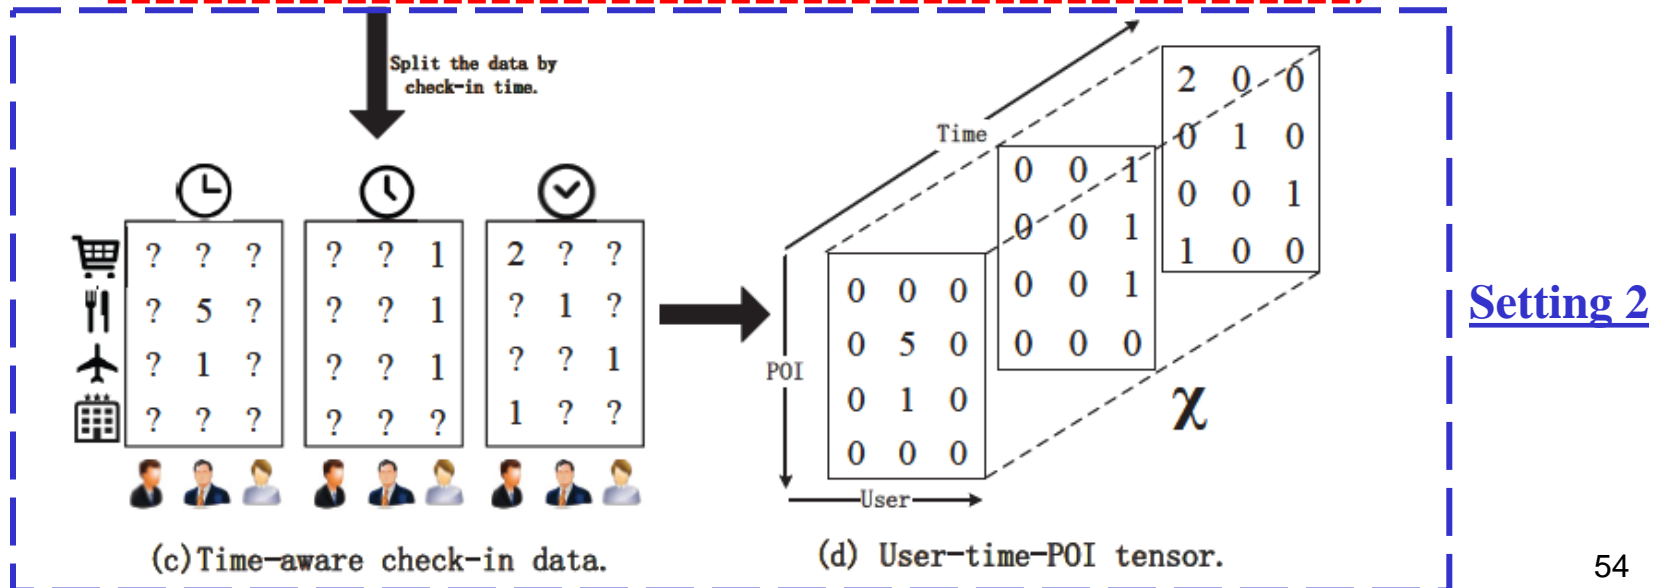 Split the data by
check-in time.
? ? ?
? 5 ?
? 1 ?
? ? ?
? ? 1
? ? 1
? ? 1
? ? ?
2 ? ?
? 1 ?
? ? 1
1 ? ?
(c)Time-aware check-in data.
Time
POI
User
0 0 0
0 5 0
0 1 0
0 0 0
0 0 1
0 0 1
0 0 1
0 0 0
2 0 0
0 1 0
0 0 1
1 0 0
χ
(d) User-time-POI tensor.
Setting 2
54